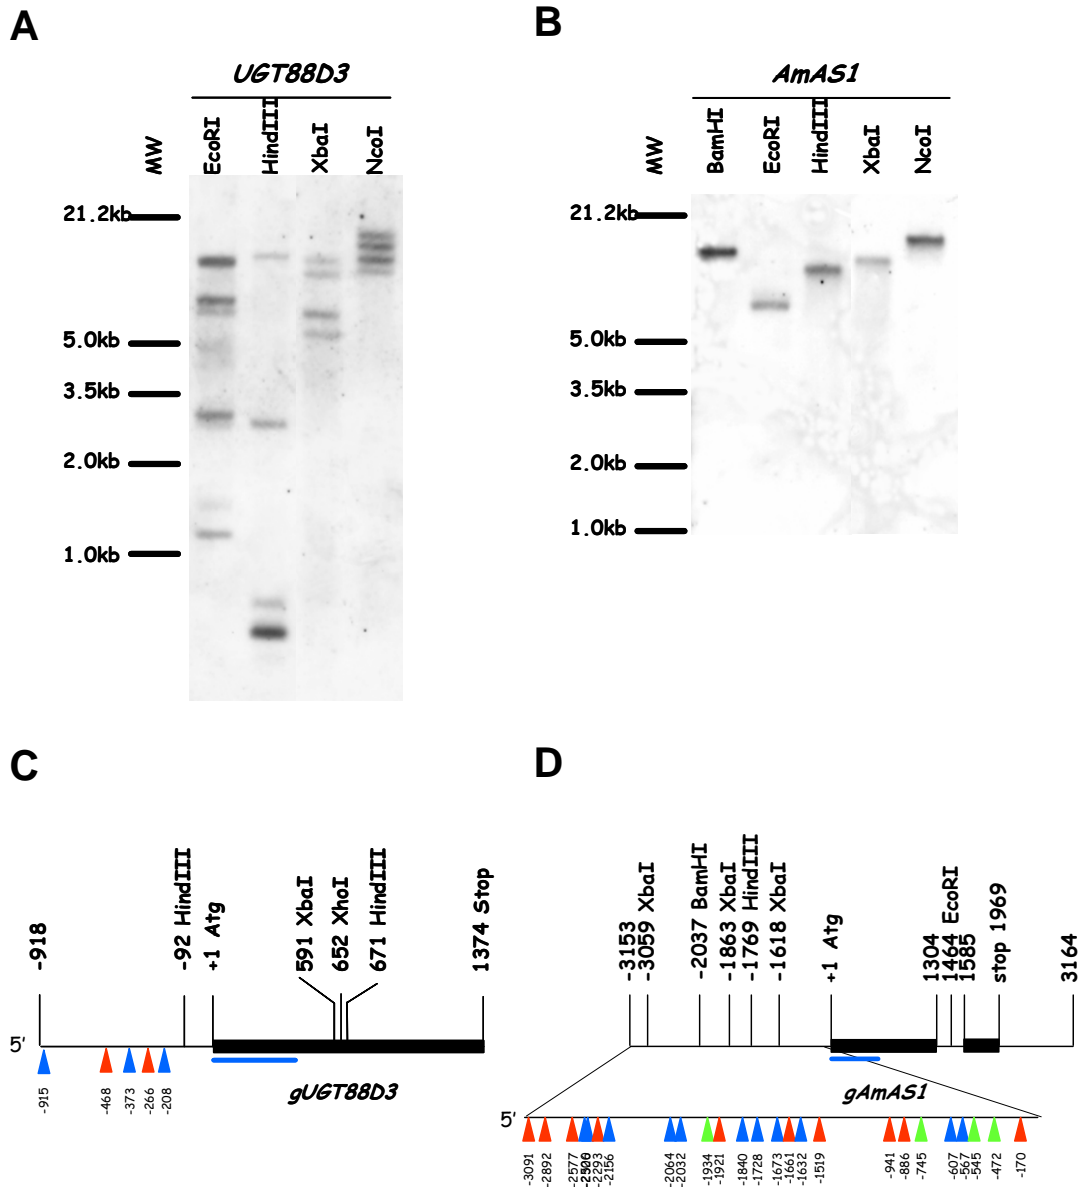 A
UGT88D3
MW
EcoRI
HindIII
XbaI
NcoI
21.2kb
5.0kb
3.5kb
2.0kb
1.0kb
B
AmAS1
MW
BamHI
EcoRI
HindIII
XbaI
NcoI
21.2kb
5.0kb
3.5kb
2.0kb
1.0kb
C
-918
-92 HindIII
+1 Atg
591 XbaI
652 XhoI
671 HindIII
1374 Stop
5'
gUGT88D3
-915
-468
-373
-266
-208
D
-3153
-3059 XbaI
-2037 BamHI
-1863 XbaI
-1769 HindIII
-1618 XbaI
+1 Atg
1304
1464 EcoRI
1585
stop 1969
3164
gAmAS1
5'
-3091
-2892
-2577
-2293
-2156
-2064
-2032
-1934
-1921
-1840
-1728
-1673
-1661
-1632
-1519
-941
-886
-745
-607
-567
-545
-472
-170